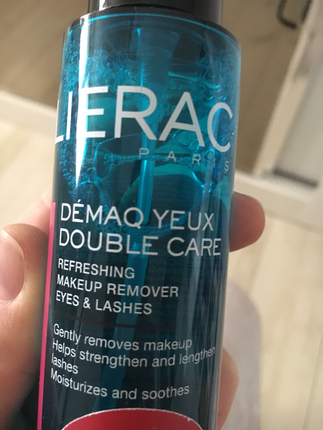 LIERAC
PARIS
DÉMAQ YEUX
DOUBLE CARE
REFRESHING
MAKEUP REMOVER
EYES & LASHES
Gently removes makeup
Helps strengthen and lengthen
lashes
Moisturizes and soothes